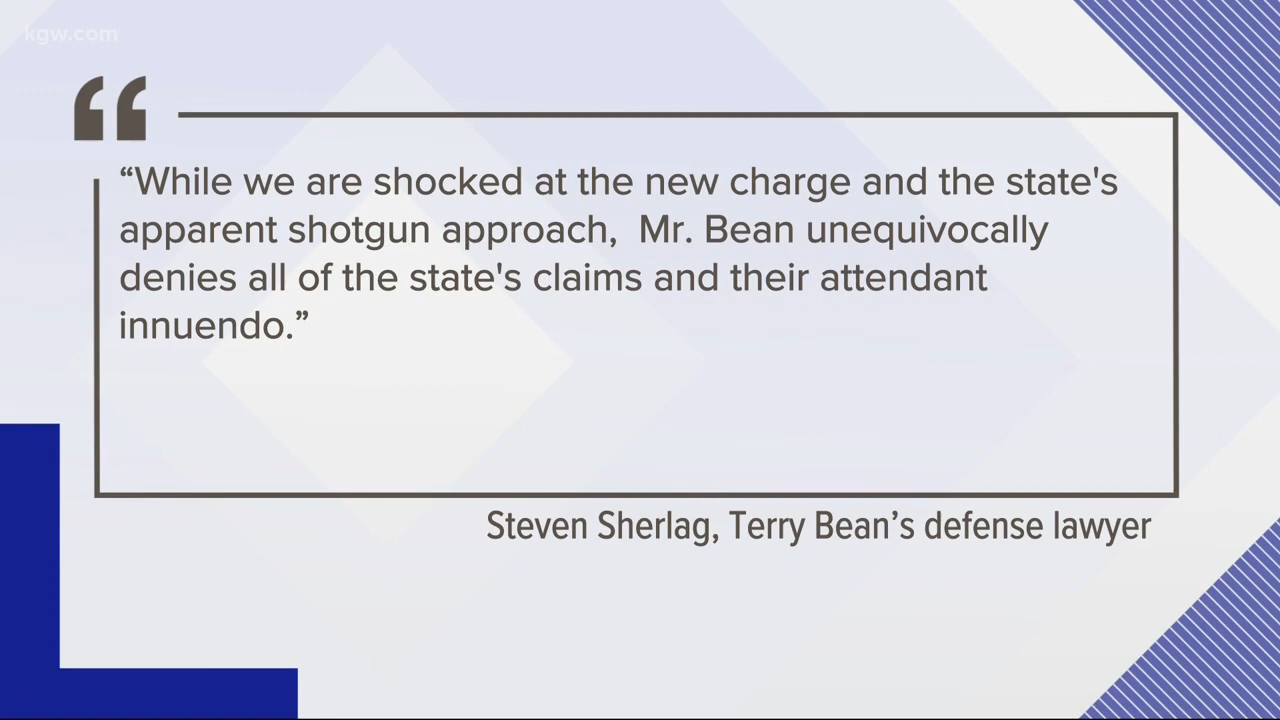 kgw.com
“
“While we are shocked at the new charge and the state's
apparent shotgun approach,  Mr. Bean unequivocally
denies all of the state's claims and their attendant
innuendo.”
Steven Sherlag, Terry Bean’s defense lawyer